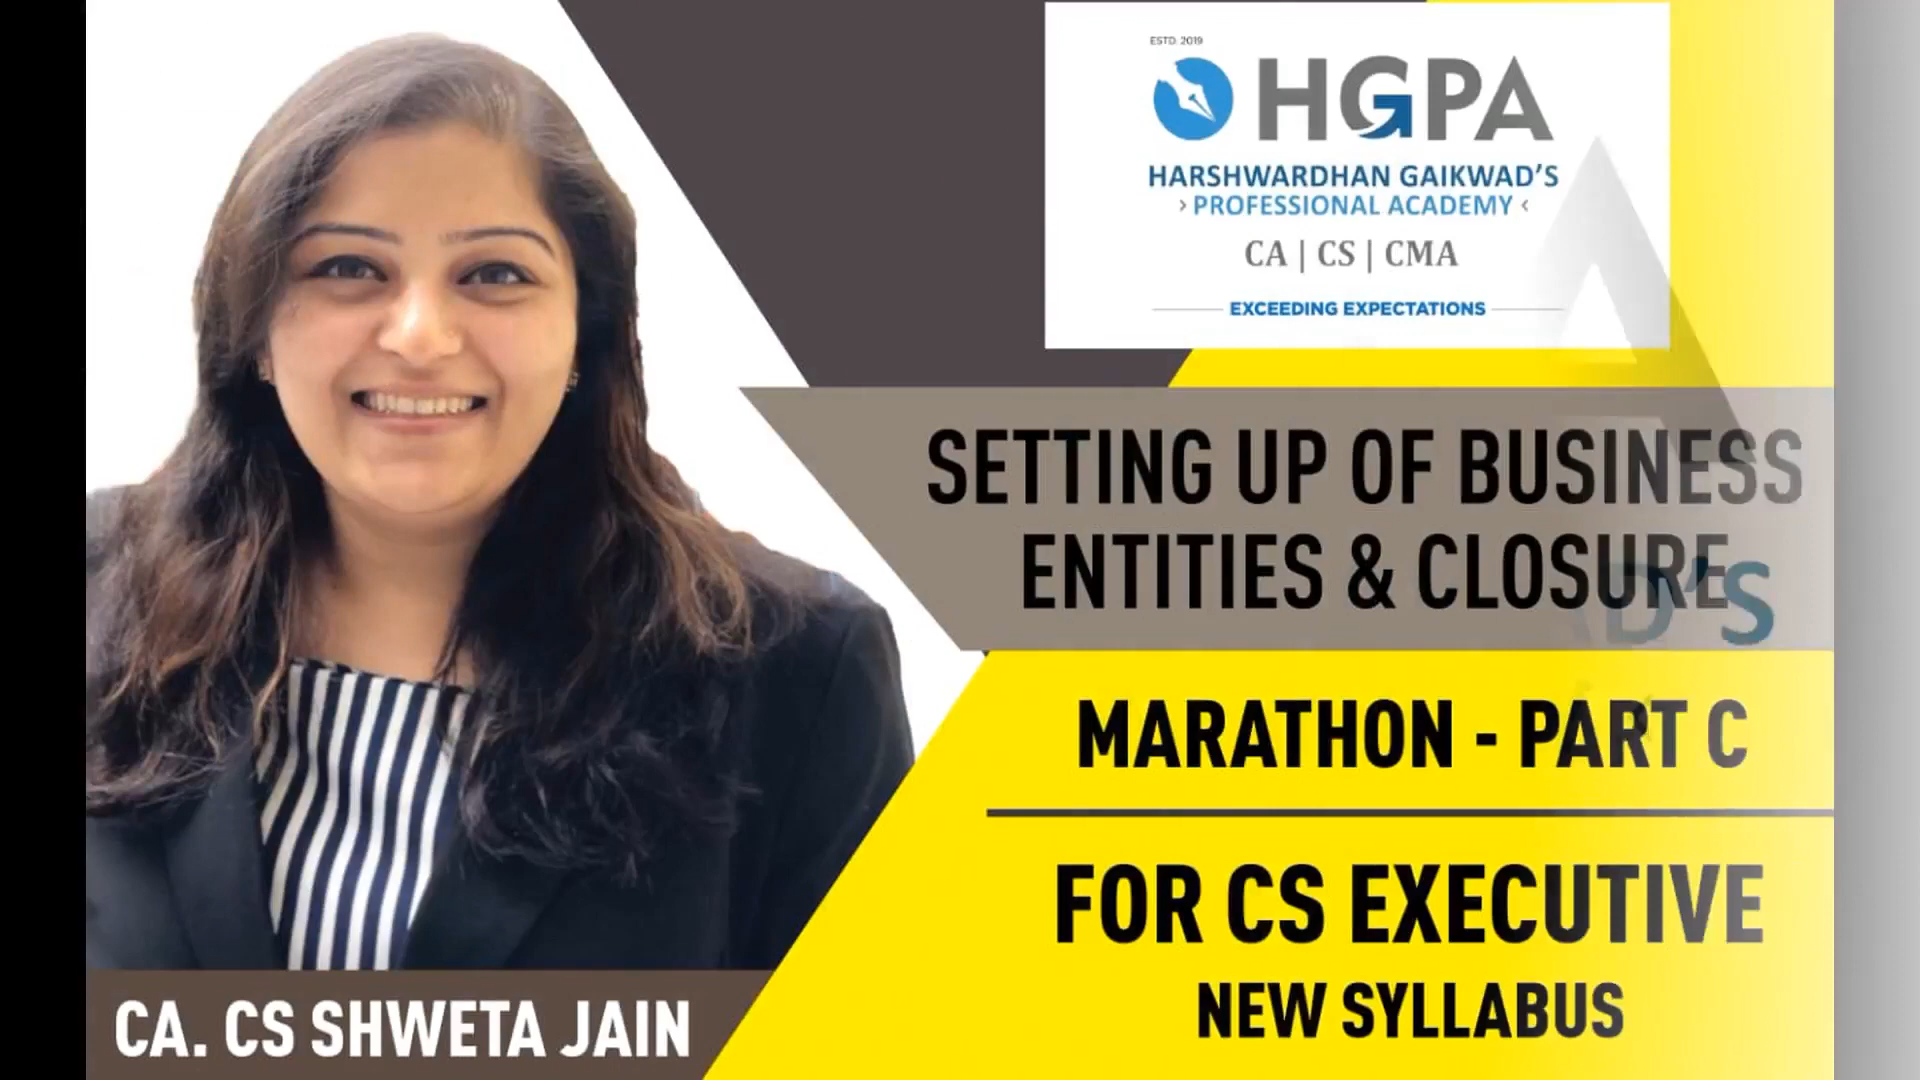 ESTD. 2019
HGPA
HARSHWARDHAN GAIKWAD'S
› PROFESSIONAL ACADEMY ‹
CA | CS | CMA
EXCEEDING EXPECTATIONS
SETTING UP OF BUSINESS
ENTITIES & CLOSURE
D'S
MARATHON - PART C
FOR CS EXECUTIVE
NEW SYLLABUS
CA. CS SHWETA JAIN